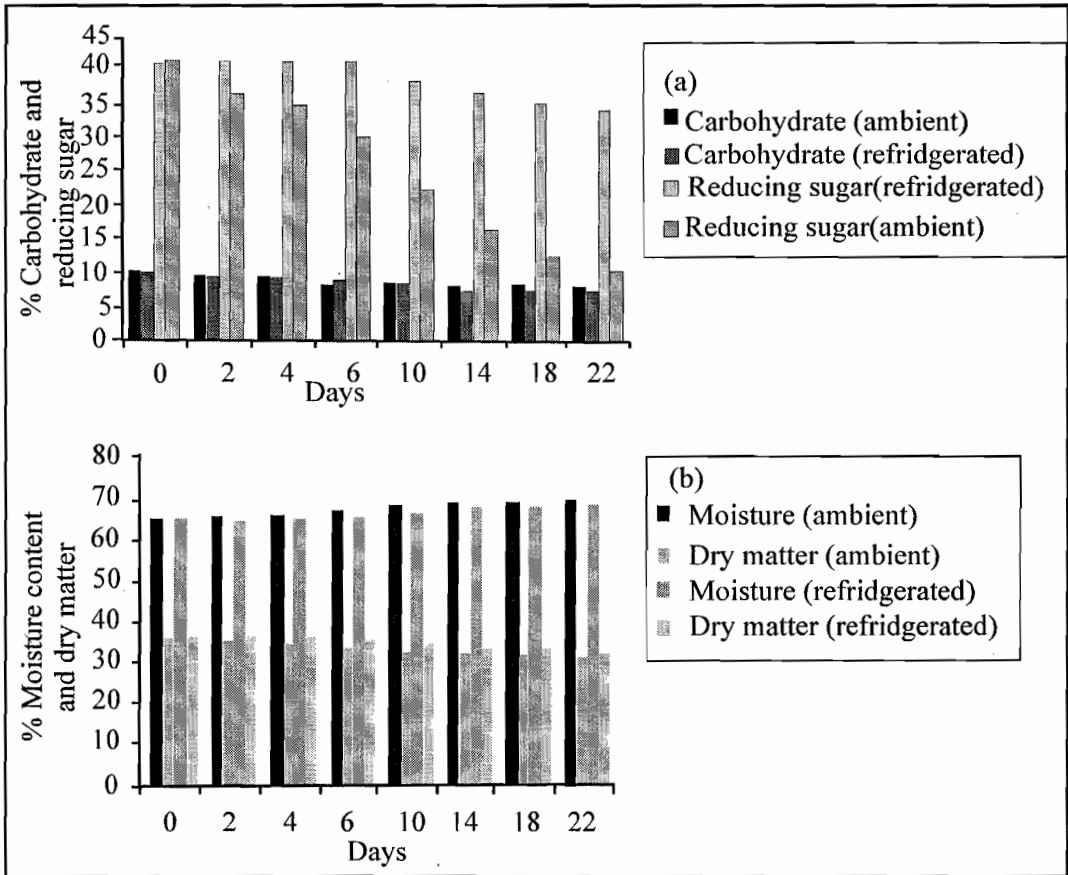 45
40
35
30
25
20
15
10
5
0
% Carbohydrate and
reducing sugar
0 2 4 6 10 14 18 22
Days
(a)
Carbohydrate (ambient)
Carbohydrate (refridgerated)
Reducing sugar(refridgerated)
Reducing sugar(ambient)
80
70
60
50
40
30
20
10
0
% Moisture content
and dry matter
0 2 4 6 10 14 18 22
Days
(b)
Moisture (ambient)
Dry matter (ambient)
Moisture (refridgerated)
Dry matter (refridgerated)